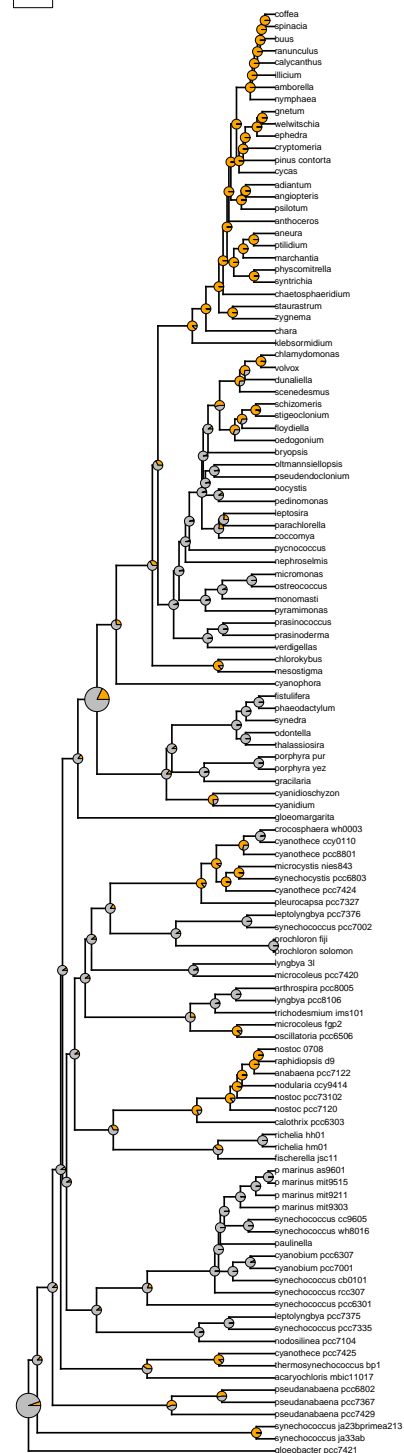 coffea
spinacia
buus
ranunculus
calycanthus
illicium
amborella
nymphaea
gnetum
welwitschia
ephedra
cryptomeria
pinus contorta
cycas
adiantum
angiopteris
psilotum
anthoceros
aneura
ptilidium
marchantia
physcomitrella
syntrichia
chaetosphaeridium
staurastrum
zygnema
chara
klebsormidium
chlamydomonas
volvox
dunaliella
scenedesmus
schizomeris
stigeoclonium
floydiella
oedogonium
bryopsis
oltmannsiellopsis
pseudendoclonium
oocystis
pedinomonas
leptosira
parachlorella
coccomya
pycnococcus
nephroselmis
micromonas
ostreococcus
monomasti
pyramimonas
prasinococcus
prasinoderma
verdigellas
chlorokybus
mesostigma
cyanophora
fistulifera
phaeodactylum
synedra
odontella
thalassiosira
porphyra pur
porphyra yez
gracilaria
cyanidioschyzon
cyanidium
gloeomargarita
crocosphaera wh0003
cyanothece ccy0110
cyanothece pcc8801
microcystis nies843
synechocystis pcc6803
cyanothece pcc7424
pleurocapsa pcc7327
leptolyngbya pcc7376
synechococcus pcc7002
prochloron fiji
prochloron solomon
lyngbya 3l
microcoleus pcc7420
arthrospira pcc8005
lyngbya pcc8106
trichodesmium ims101
microcoleus fgp2
oscillatoria pcc6506
nostoc 0708
raphidiopsis d9
anabaena pcc7122
nodularia ccy9414
nostoc pcc73102
nostoc pcc7120
calothrix pcc6303
richelia hh01
richelia hm01
fischerella jsc11
p marinus as9601
p marinus mit9515
p marinus mit9211
p marinus mit9303
synechococcus cc9605
synechococcus wh8016
paulinella
cyanobium pcc6307
cyanobium pcc7001
synechococcus cb0101
synechococcus rcc307
synechococcus pcc6301
leptolyngbya pcc7375
synechococcus pcc7335
nodosilinea pcc7104
cyanothece pcc7425
thermosynechococcus bp1
acaryochloris mbic11017
pseudanabaena pcc6802
pseudanabaena pcc7367
pseudanabaena pcc7429
synechococcus ja23bprimea213
synechococcus ja33ab
gloeobacter pcc7421